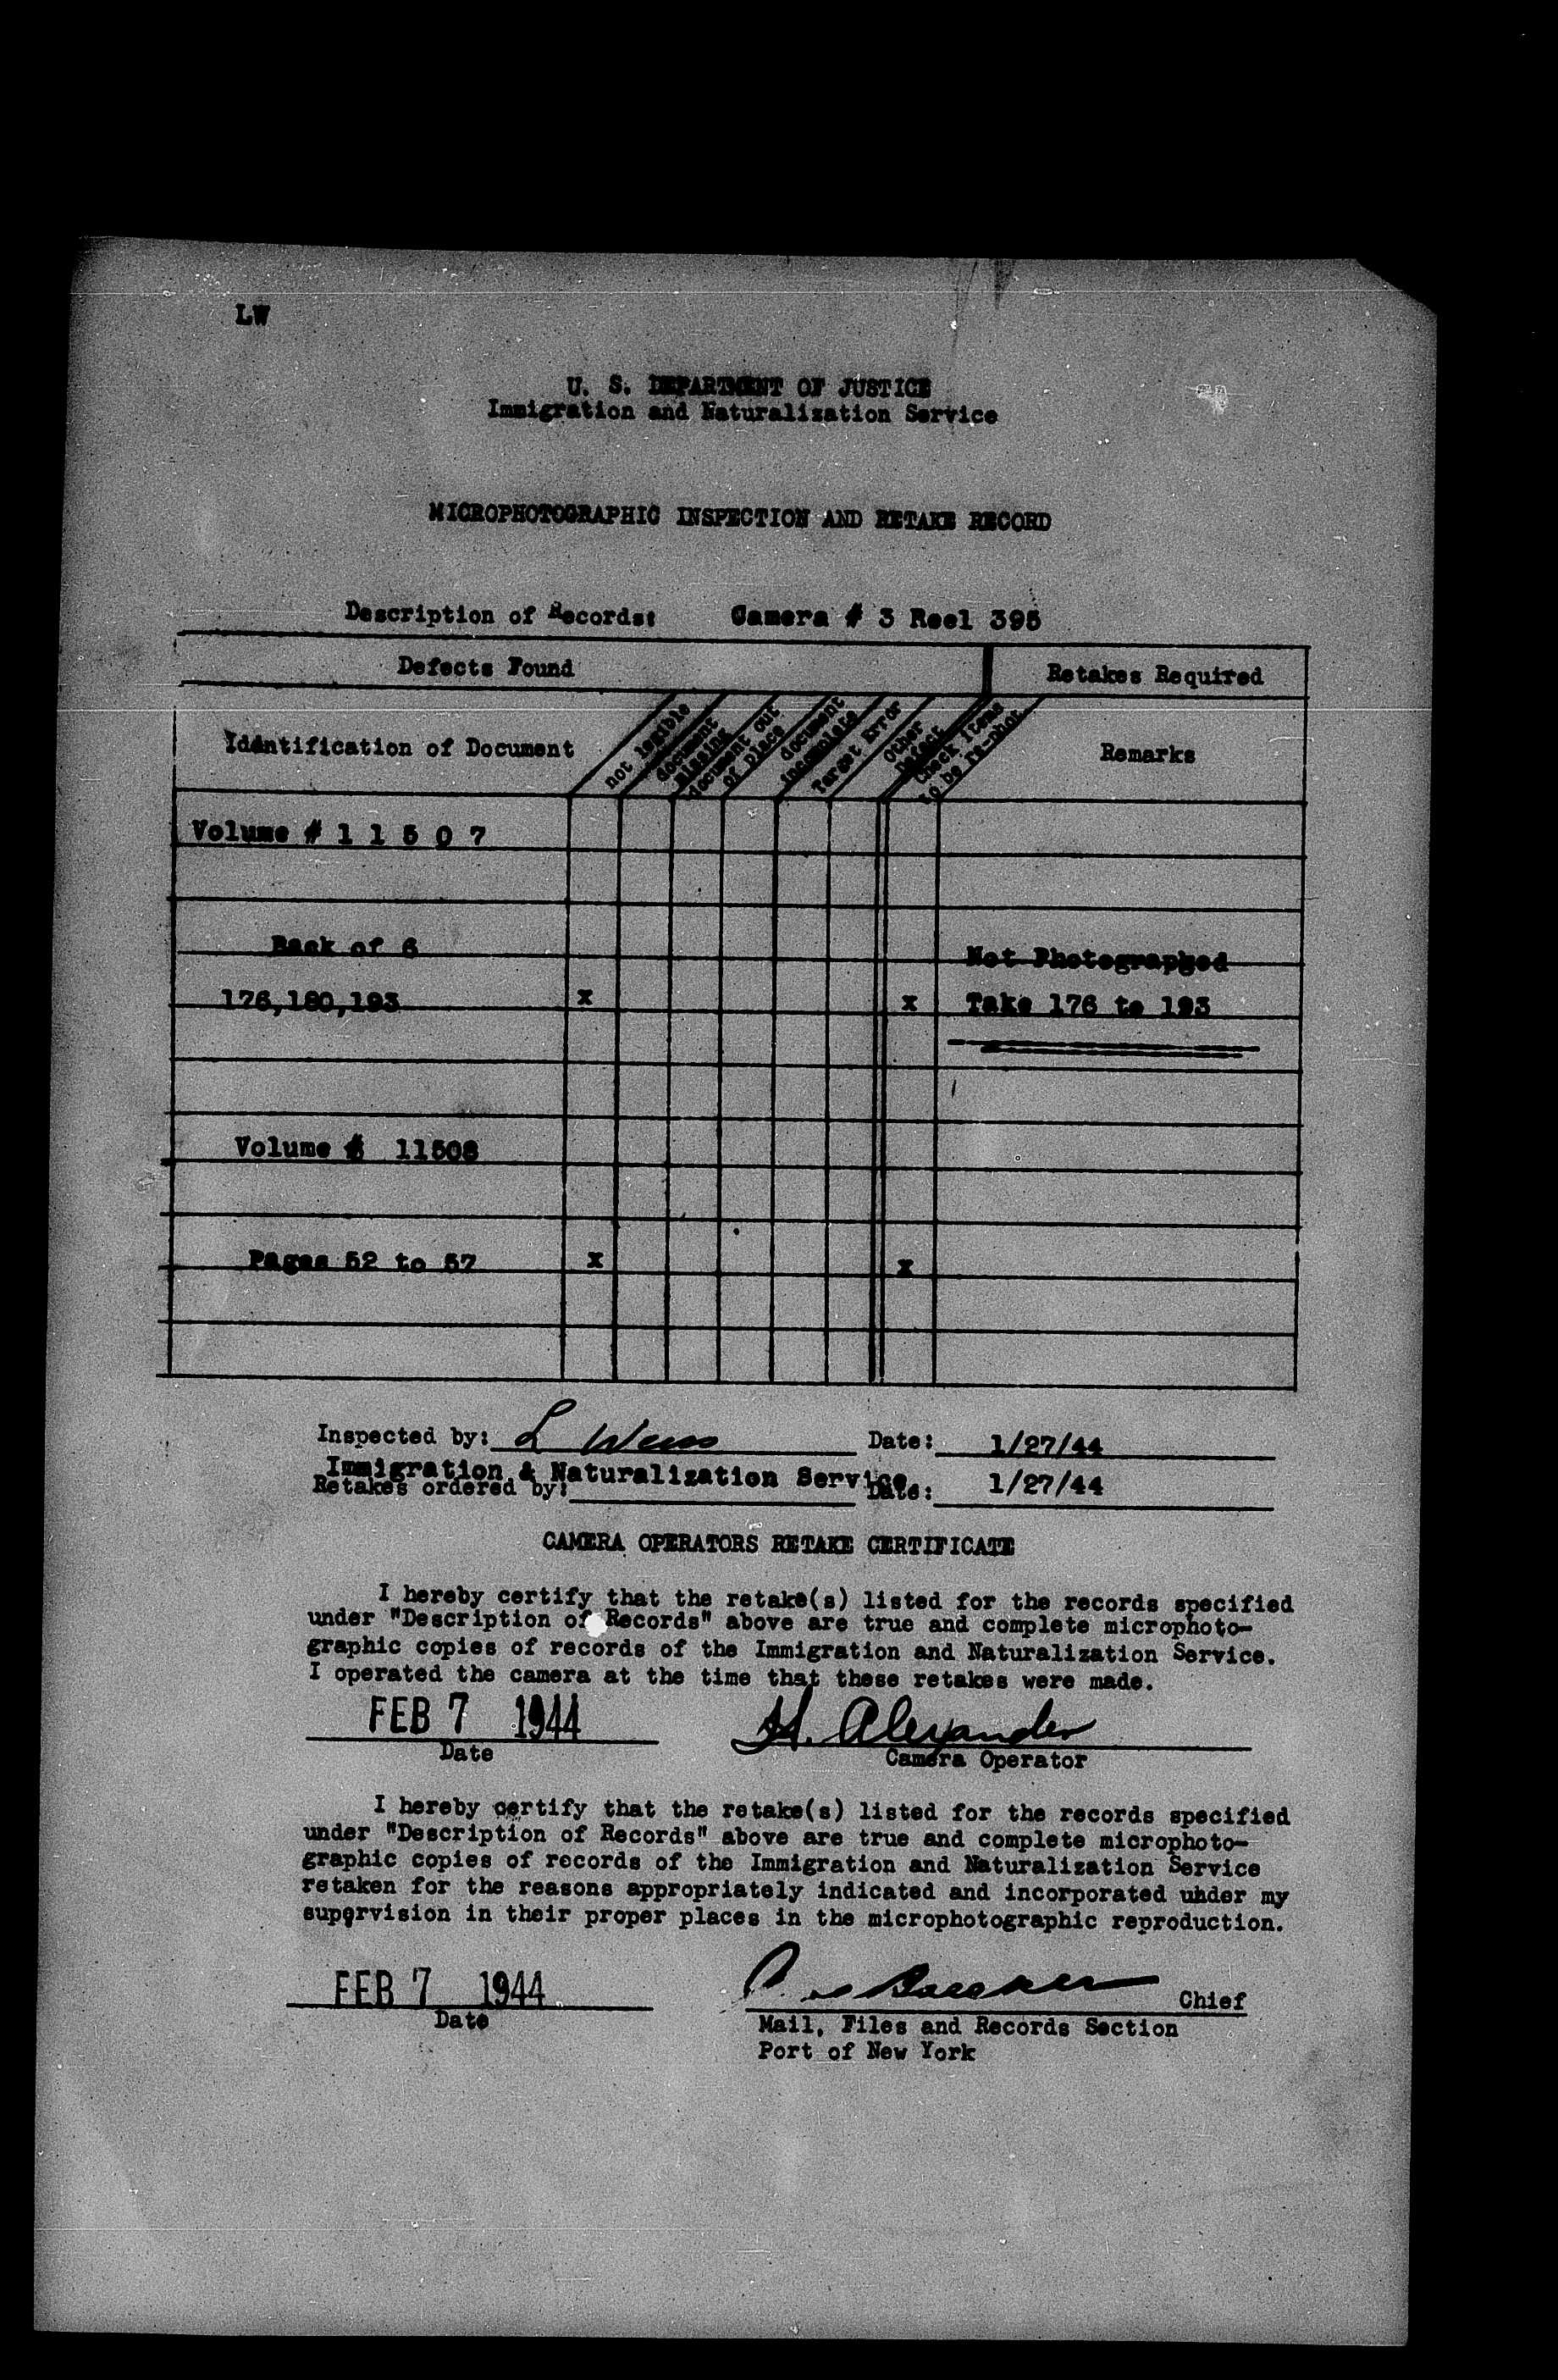 LW
U. S. DEPARTMENT OF JUSTICE
Immigration and Naturalization Service
MICROPHOTOGRAPHIC INSPECTION AND RETAKE RECORD
Description of Records: Camera # 3 Reel 395
Defects Found
Retakes Required
Identification of Document
not legible
document missing
document out of place
document incomplete
Target Error
Other Defect
Check Items to be re-phot
Remarks
Volume # 1 1 5 0 7
Back of 6
Not Photographed
176,180,193 x x Take 176 to 193
Volume # 11508
Pages 52 to 57 x x
Inspected by: L Weiss Date: 1/27/44
Immigration & Naturalization Service
Retakes ordered by: Date: 1/27/44
CAMERA OPERATORS RETAKE CERTIFICATE
I hereby certify that the retake(s) listed for the records specified
under "Description of Records" above are true and complete microphoto-
graphic copies of records of the Immigration and Naturalization Service.
I operated the camera at the time that these retakes were made.
FEB 7 1944 H. Alexander
Date Camera Operator
I hereby certify that the retake(s) listed for the records specified
under "Description of Records" above are true and complete microphoto-
graphic copies of records of the Immigration and Naturalization Service
retaken for the reasons appropriately indicated and incorporated under my
supervision in their proper places in the microphotographic reproduction.
FEB 7 1944 Chief
Date
Mail, Files and Records Section
Port of New York